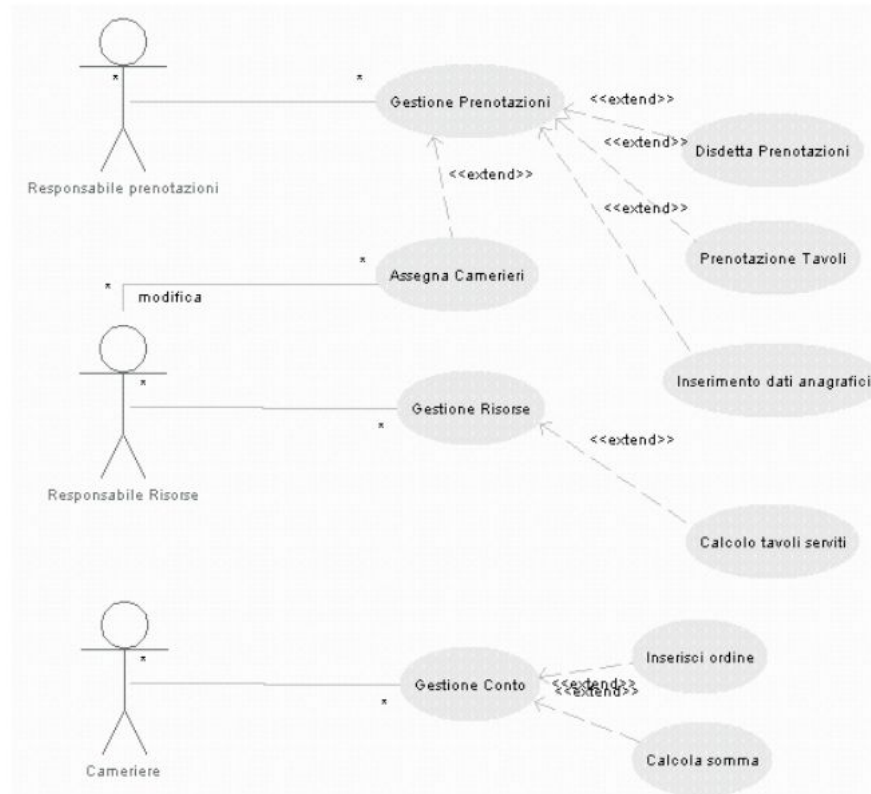 *
*
Gestione Prenotazioni
<<extend>>
Disdetta Prenotazioni
<<extend>>
<<extend>>
Responsabile prenotazioni
<<extend>>
Prenotazione Tavoli
*
Assegna Camerieri
*
modifica
*
Inserimento dati anagrafici
Gestione Risorse
*
<<extend>>
Responsabile Risorse
Calcolo tavoli serviti
*
Inserisci ordine
Gestione Conto
<<extend>>
<<extend>>
*
Cameriere
Calcola somma